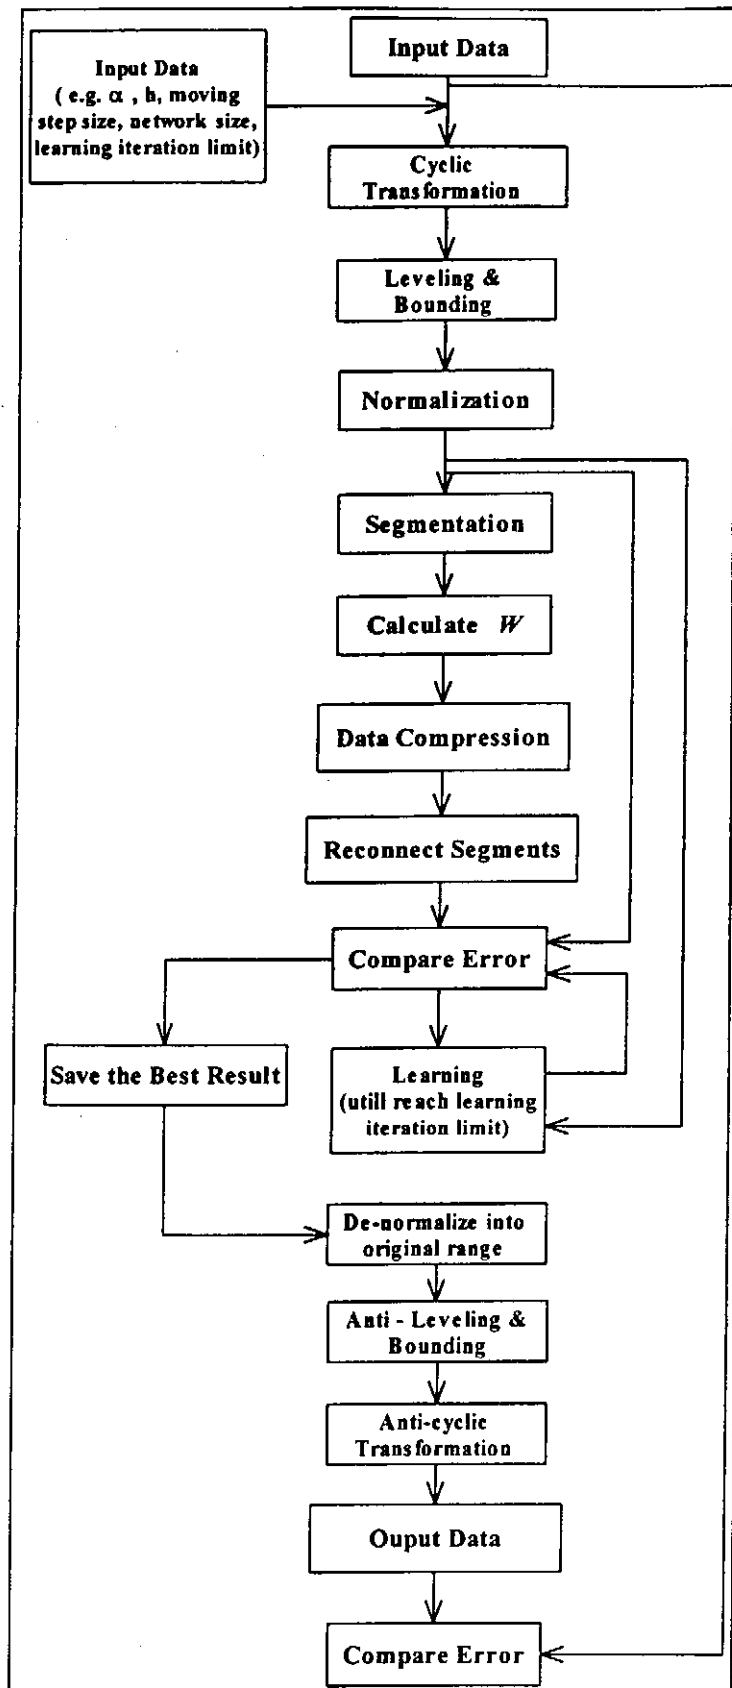 Input Data
Input Data
( e.g. α , h, moving
step size, network size,
learning iteration limit)
Cyclic
Transformation
Leveling &
Bounding
Normalization
Segmentation
Calculate W
Data Compression
Reconnect Segments
Compare Error
Save the Best Result
Learning
(utill reach learning
iteration limit)
De-normalize into
original range
Anti - Leveling &
Bounding
Anti-cyclic
Transformation
Ouput Data
Compare Error